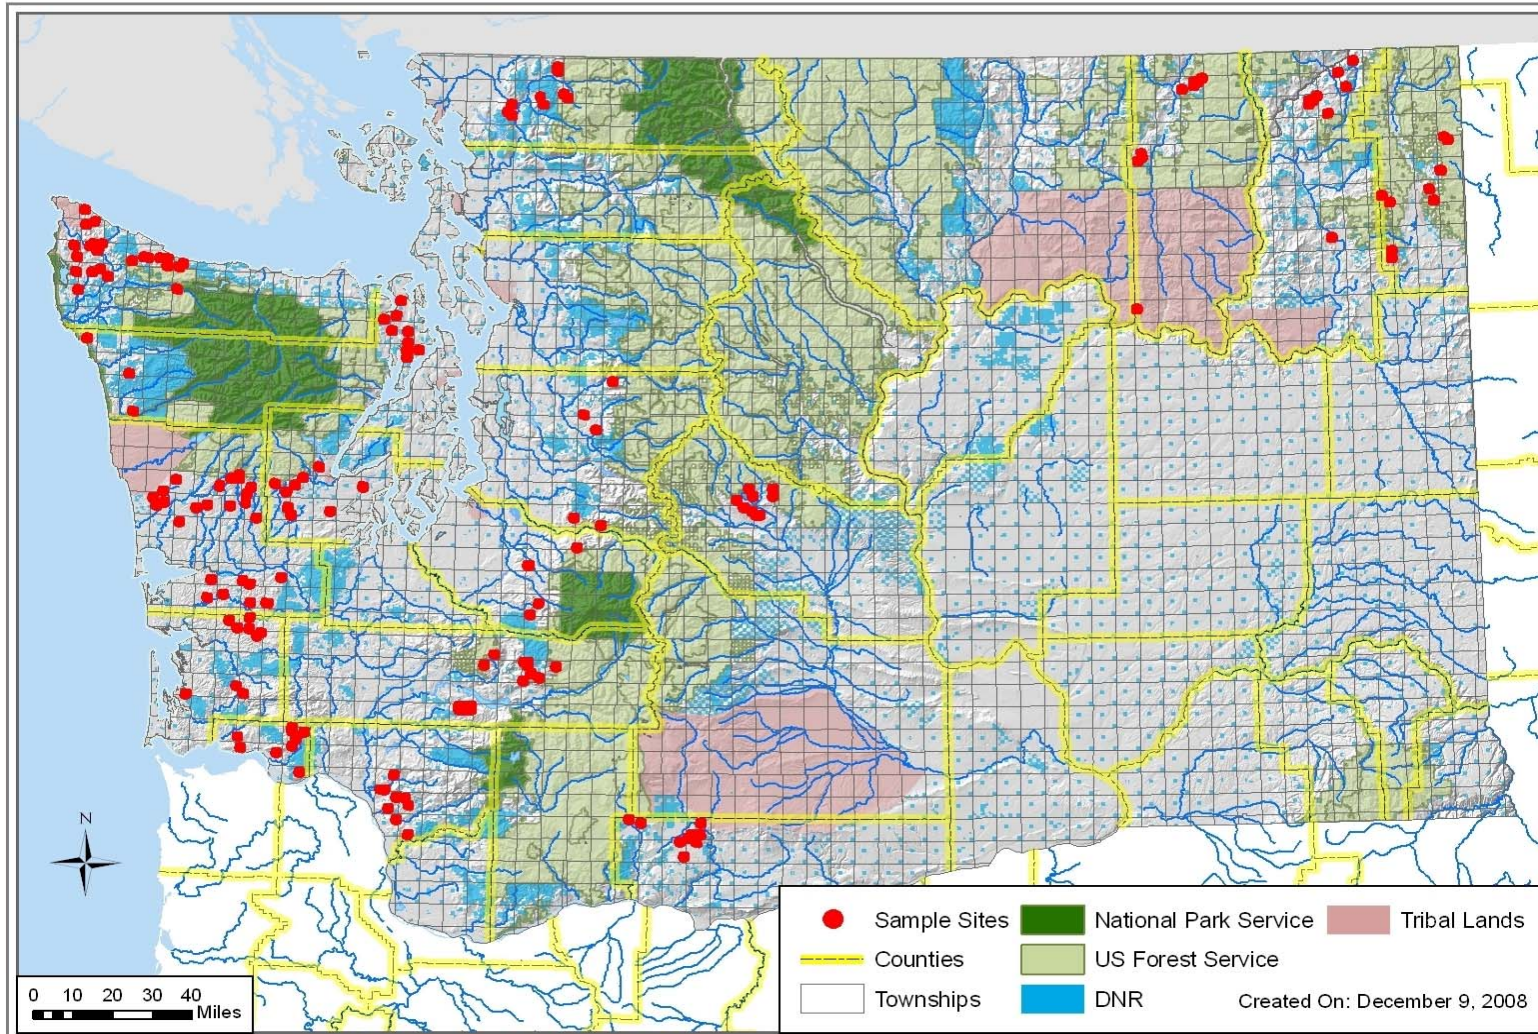 N
0 10 20 30 40
Miles
Sample Sites National Park Service Tribal Lands
Counties US Forest Service
Townships DNR Created On: December 9, 2008